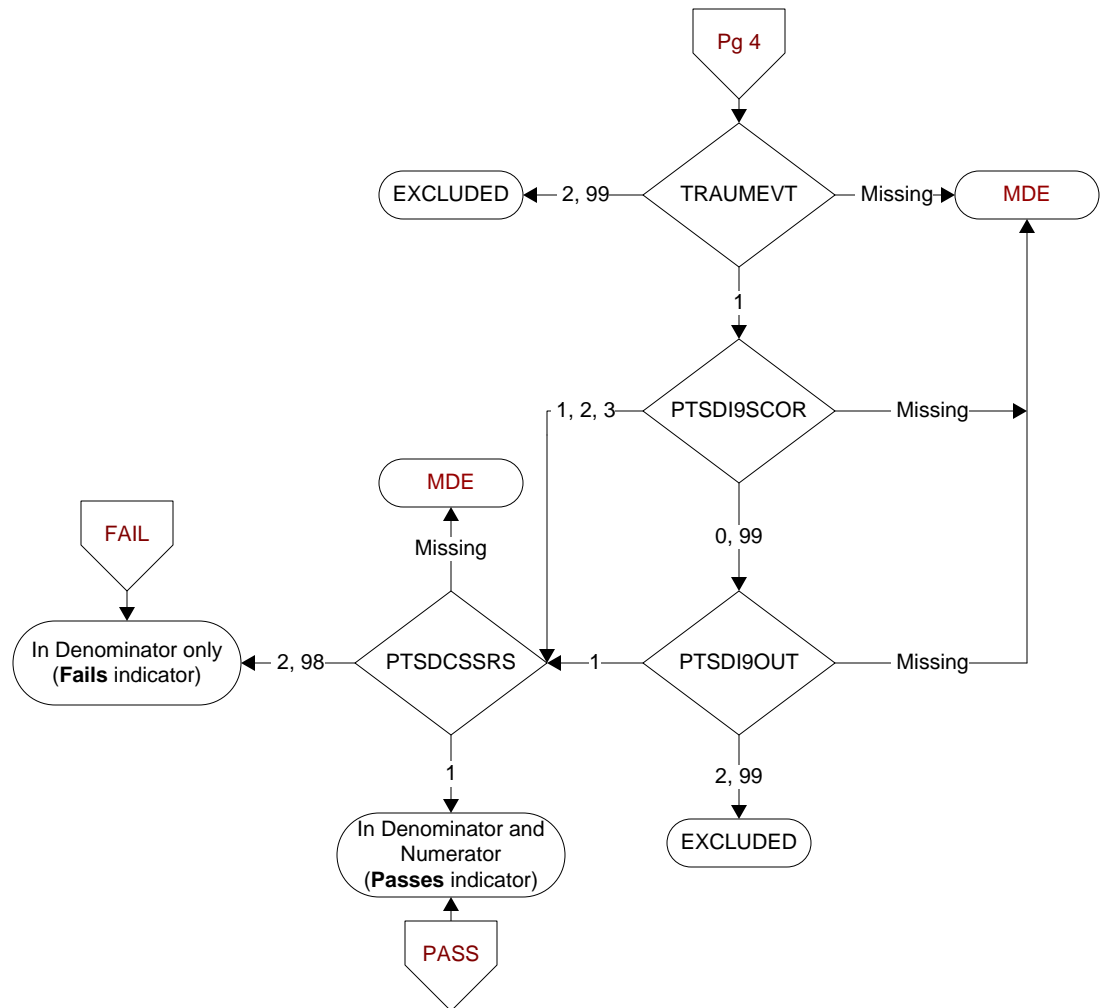 Pg 4
EXCLUDED
2, 99
TRAUMEVT
Missing
MDE
1
1, 2, 3
PTSDI9SCOR
Missing
MDE
0, 99
FAIL
Missing
In Denominator only
(Fails indicator)
2, 98
PTSDCSSRS
1
PTSDI9OUT
Missing
1
2, 99
In Denominator and
Numerator
(Passes indicator)
EXCLUDED
PASS